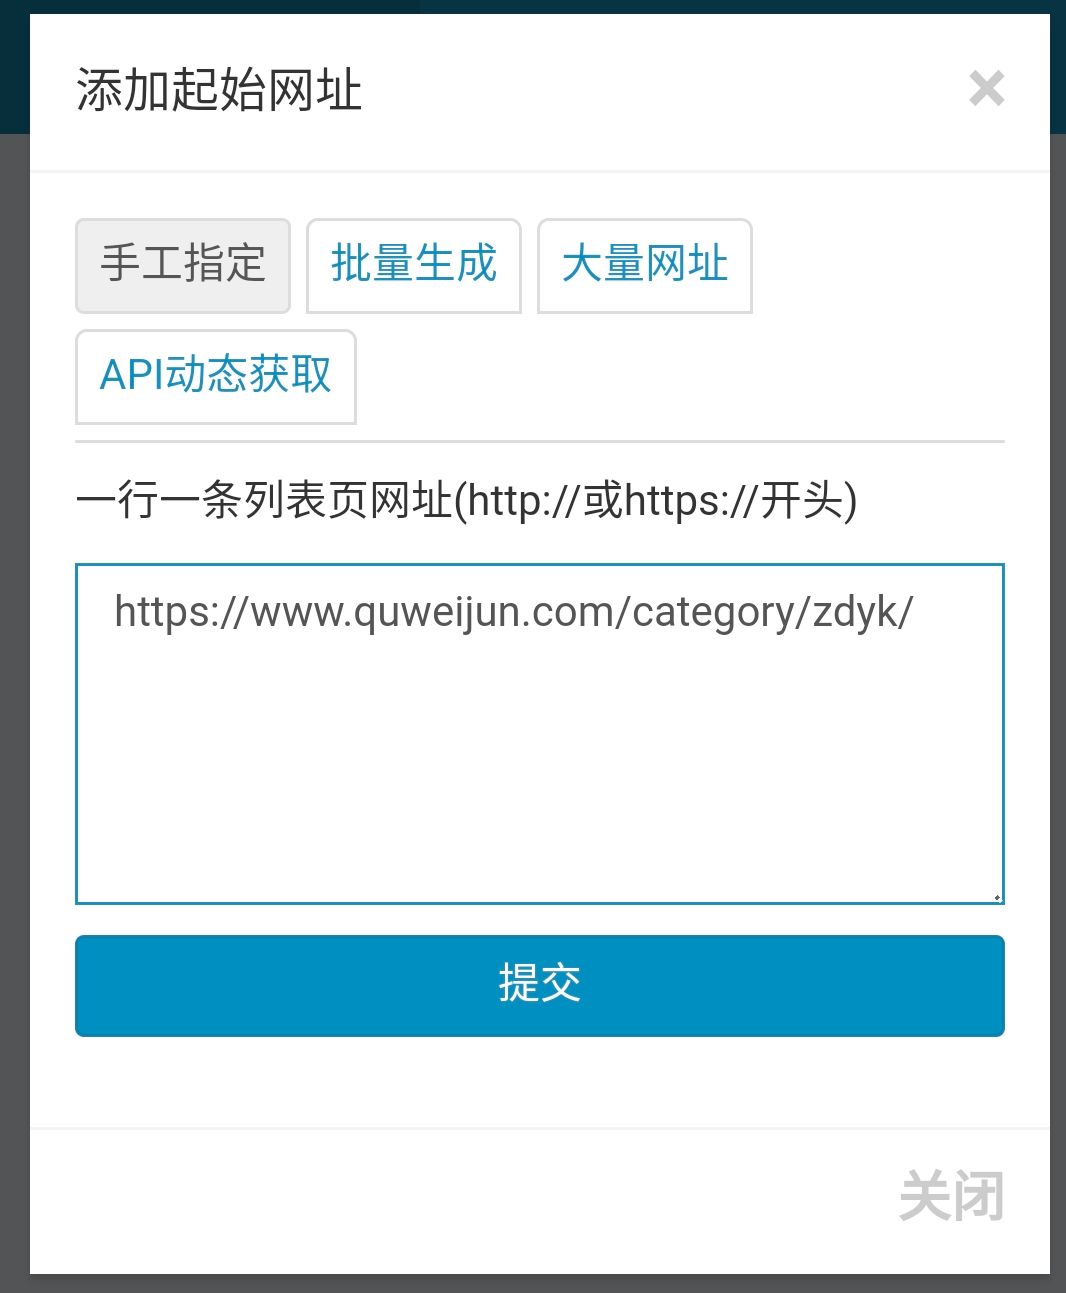 添加起始网址
×
手工指定 批量生成 大量网址
API动态获取
一行一条列表页网址(http://或https://开头)
https://www.quweijun.com/category/zdyk/
提交
关闭